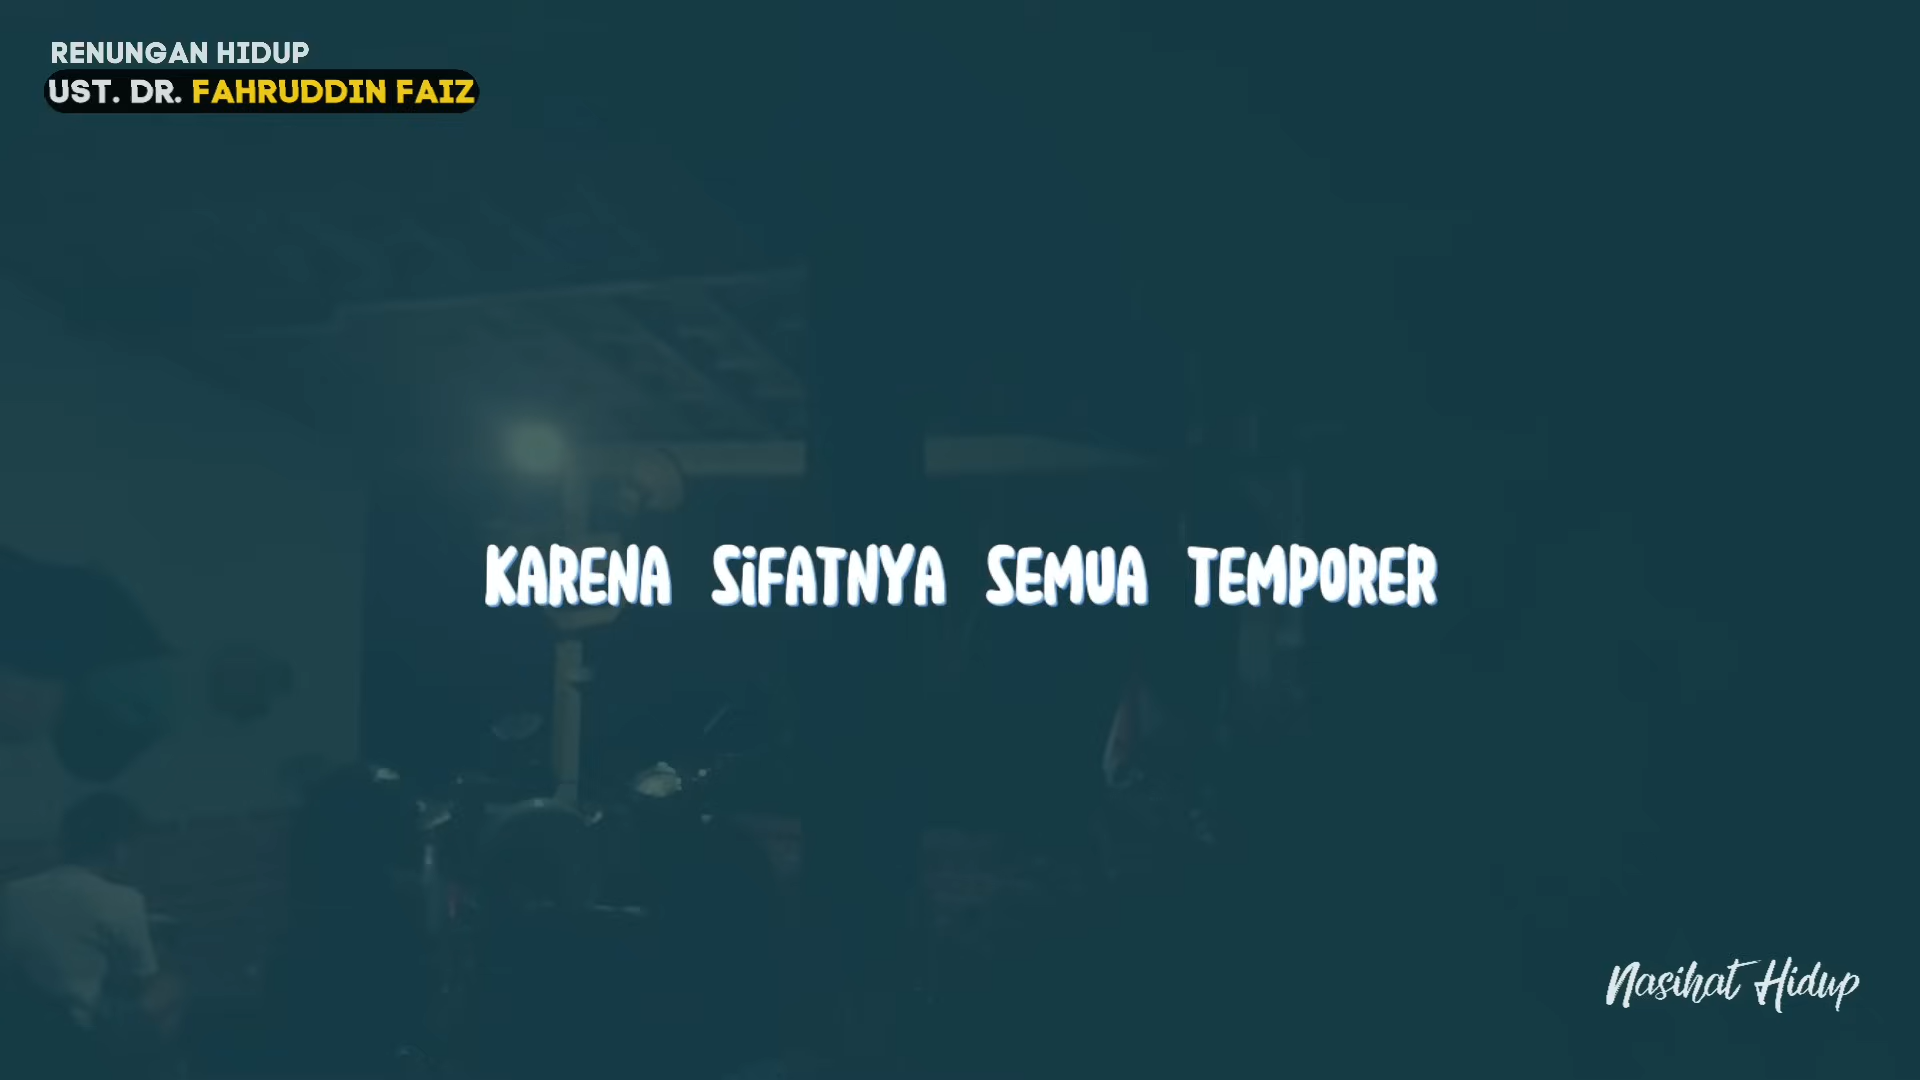 RENUNGAN HIDUP
UST. DR. FAHRUDDIN FAIZ
KARENA SiFATNYA SEMUA TEMPORER
Nasihat Hidup